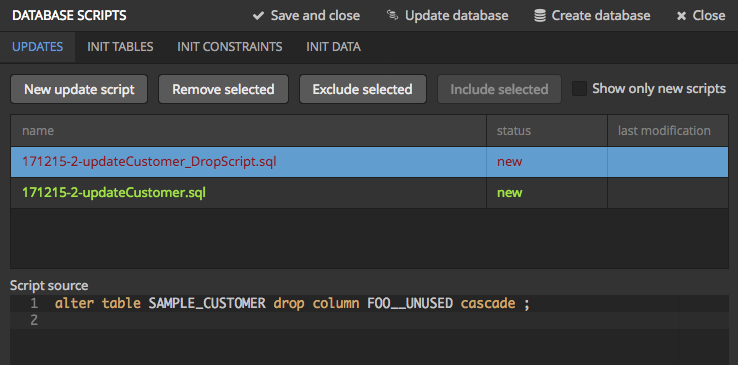 DATABASE SCRIPTS Save and close Update database Create database Close
UPDATES INIT TABLES INIT CONSTRAINTS INIT DATA
New update script Remove selected Exclude selected Include selected Show only new scripts
name status last modification
171215-2-updateCustomer_DropScript.sql new
171215-2-updateCustomer.sql new
Script source
1 alter table SAMPLE_CUSTOMER drop column FOO__UNUSED cascade ;
2